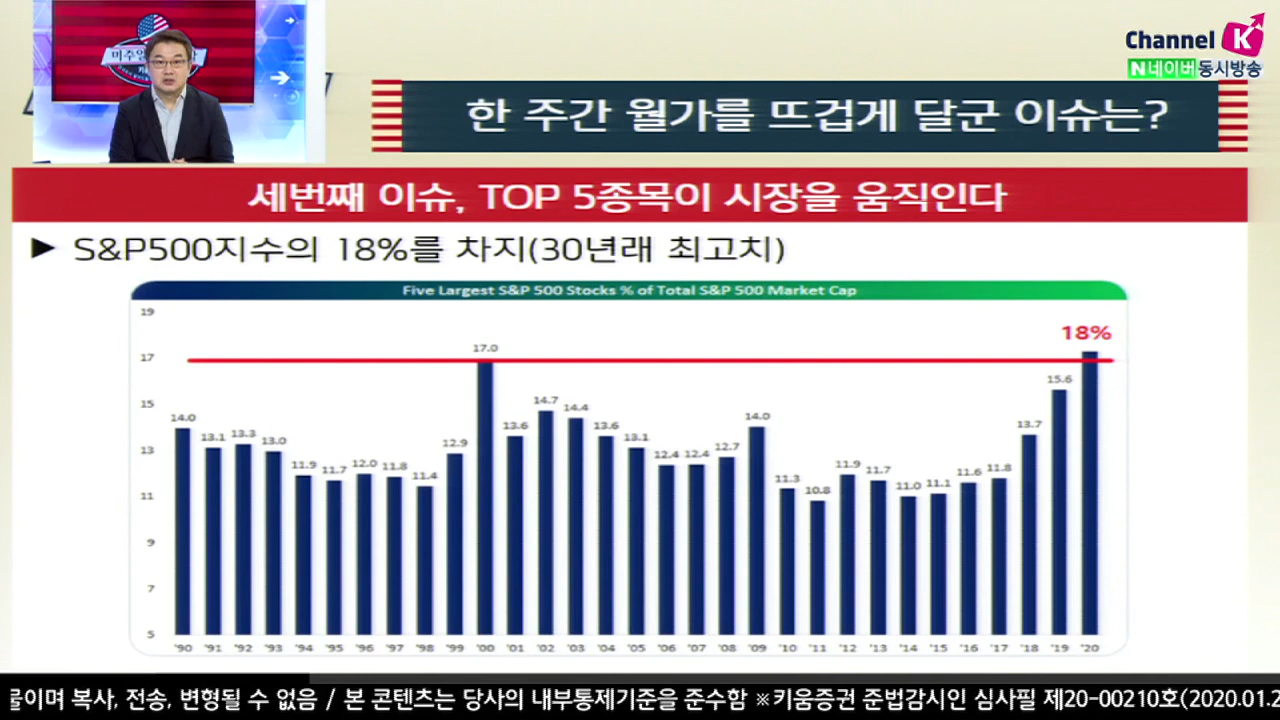 Channel K
N 네이버 동시방송
한 주간 월가를 뜨겁게 달군 이슈는?
세번째 이슈, TOP 5종목이 시장을 움직인다
▶ S&P500지수의 18%를 차지(30년래 최고치)
Five Largest S&P 500 Stocks % of Total S&P 500 Market Cap
19
17
15
13
11
9
7
5
14.0 13.1 13.3 13.0 11.9 11.7 12.0 11.8 11.4 12.9 17.0 13.6 14.7 14.4 13.6 13.1 12.4 12.4 12.7 14.0 11.3 10.8 11.9 11.7 11.0 11.1 11.6 11.8 13.7 15.6 18%
'90 '91 '92 '93 '94 '95 '96 '97 '98 '99 '00 '01 '02 '03 '04 '05 '06 '07 '08 '09 '10 '11 '12 '13 '14 '15 '16 '17 '18 '19 '20
복사, 전송, 변형될 수 없음 / 본 콘텐츠는 당사의 내부통제기준을 준수함 ※키움증권 준법감시인 심사필 제20-00210호(2020.01.2